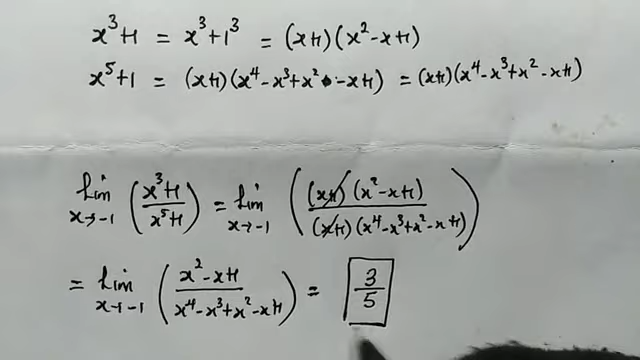 x³+1 = x³+1³ = (x+1)(x²-x+1)
x⁵+1 = (x+1)(x⁴-x³+x²-x+1) = (x+1)(x⁴-x³+x²-x+1)
lim x→-1 (x³+1 / x⁵+1) = lim x→-1 ((x+1)(x²-x+1) / (x+1)(x⁴-x³+x²-x+1))
= lim x→-1 (x²-x+1 / x⁴-x³+x²-x+1) = 3/5